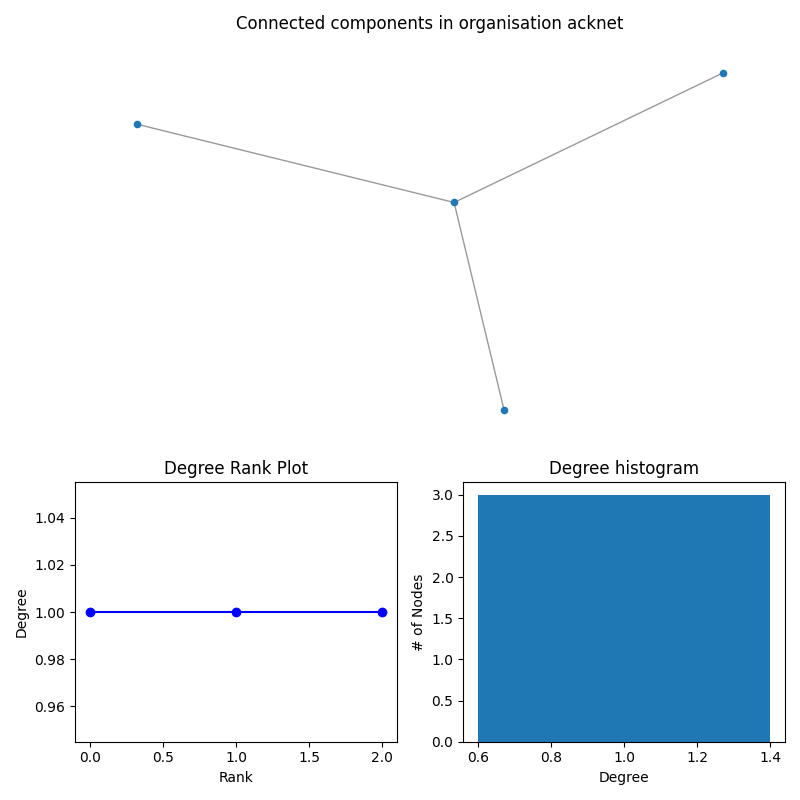 Connected components in organisation acknet
Degree Rank Plot
Degree
1.04
1.02
1.00
0.98
0.96
0.0 0.5 1.0 1.5 2.0
Rank
Degree histogram
# of Nodes
3.0
2.5
2.0
1.5
1.0
0.5
0.0
0.6 0.8 1.0 1.2 1.4
Degree